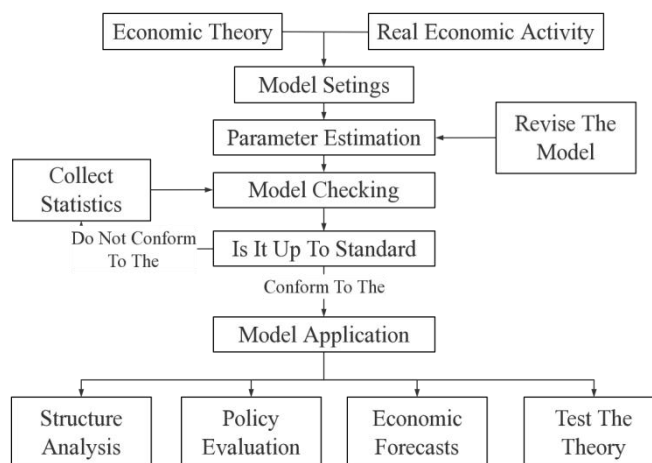 Economic Theory
Real Economic Activity
Model Setings
Parameter Estimation
Revise The
Model
Collect
Statistics
Model Checking
Do Not Conform
To The
Is It Up To Standard
Conform To The
Model Application
Structure
Analysis
Policy
Evaluation
Economic
Forecasts
Test The
Theory